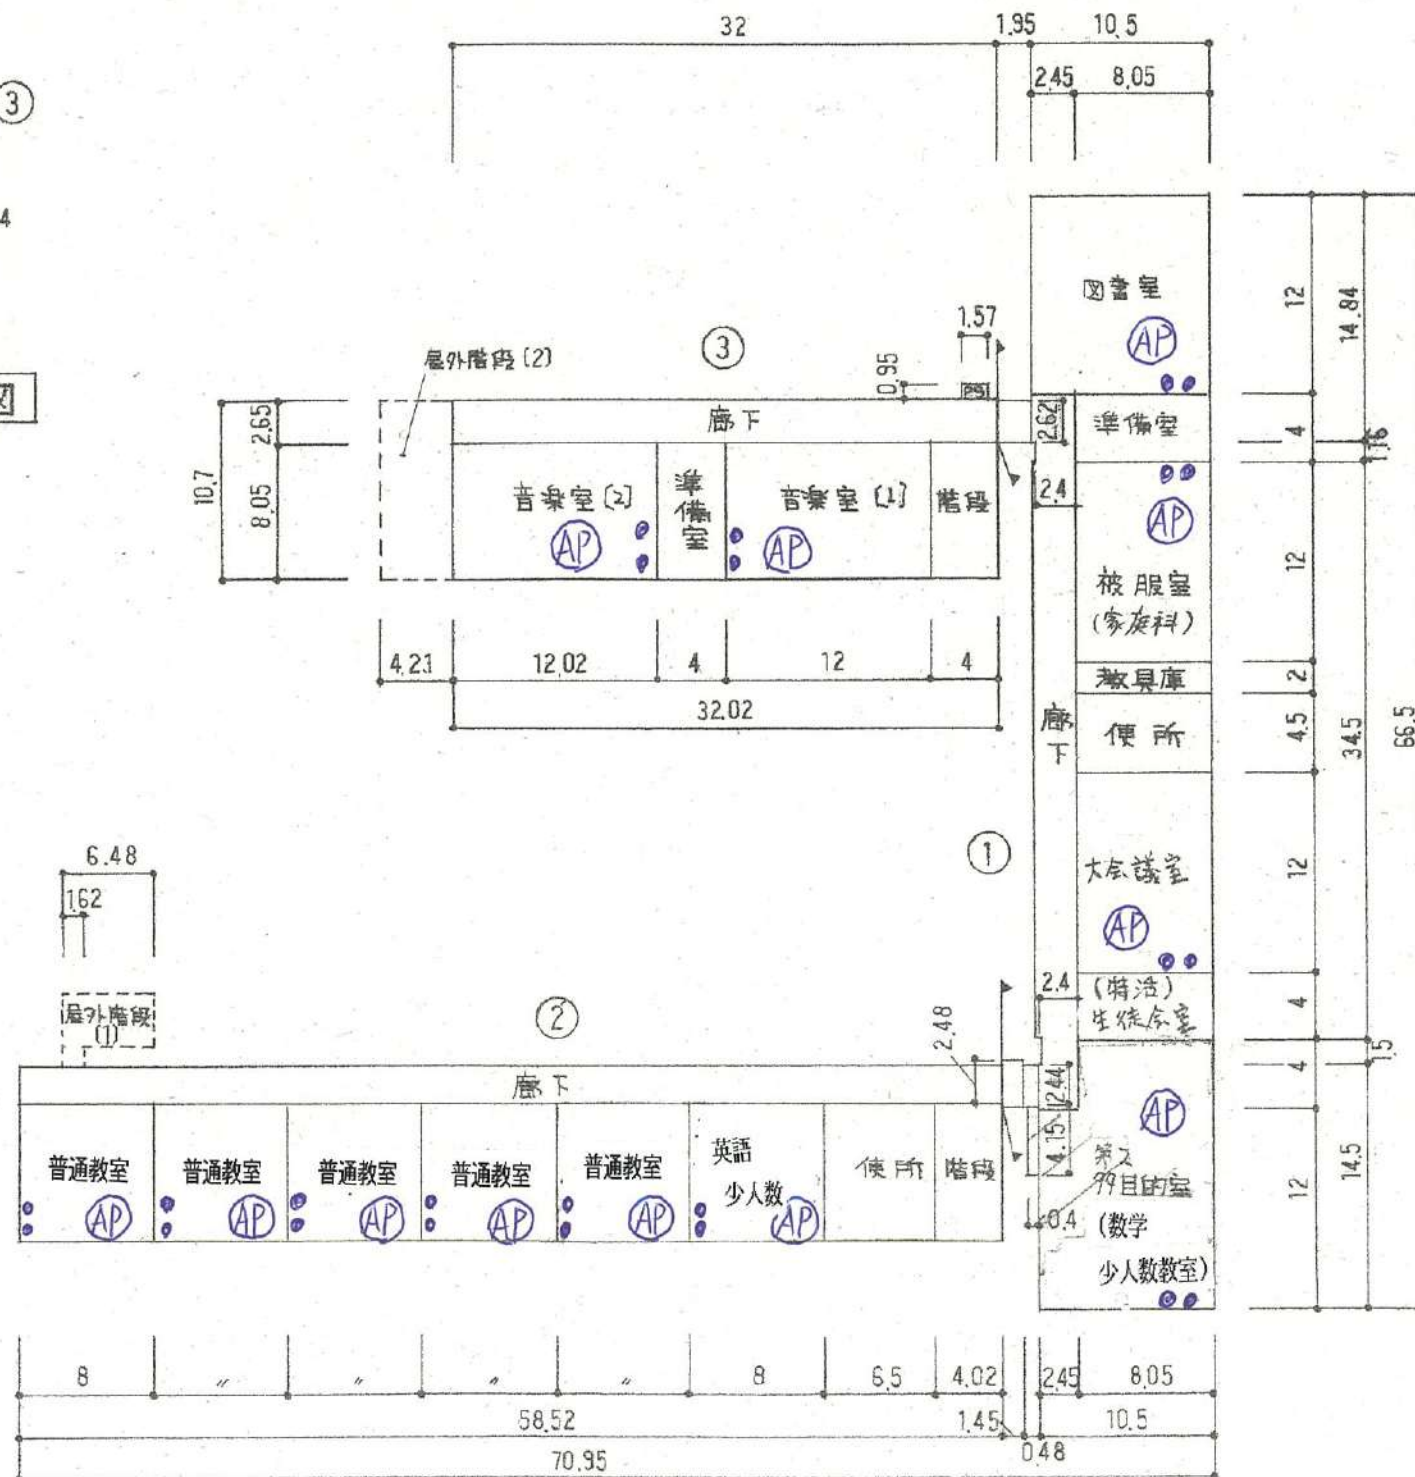 32
1.95
10.5
2.45
8.05
③
4
図
図書室
AP
12
14.84
1.57
屋外階段〔2〕
③
0.95
2.65
廊下
2.62
準備室
4
1.16
10.7
8.05
音楽室〔2〕
AP
準備室
音楽室〔1〕
AP
階段
2.4
AP
被服室
(家庭科)
12
4.21
12.02
4
12
4
教具庫
2
32.02
廊下
便所
4.5
34.5
66.5
6.48
1.62
①
大会議室
AP
12
屋外階段
(1)
②
2.48
2.4
(特活)
生徒会室
4
1.5
廊下
2.44
4
AP
普通教室
AP
普通教室
AP
普通教室
AP
普通教室
AP
普通教室
AP
英語
少人数
AP
便所
階段
4.15
0.4
第2
(数学
少人数教室)
12
14.5
8
〃
〃
〃
〃
8
6.5
4.02
2.45
8.05
58.52
1.45
0.48
10.5
70.95